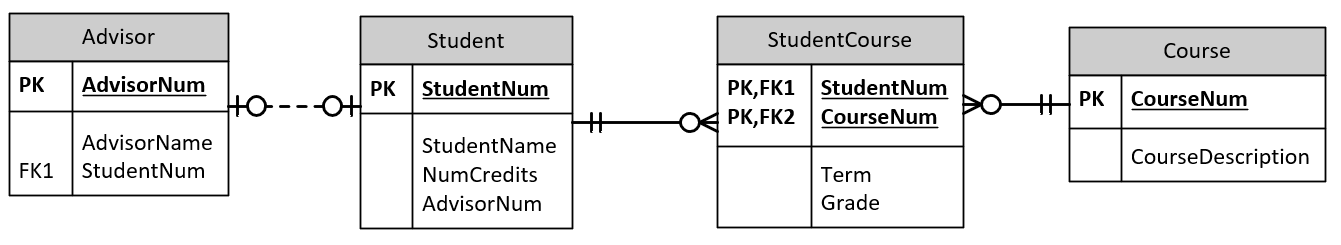 Advisor
PK AdvisorNum
AdvisorName
FK1 StudentNum
Student
PK StudentNum
StudentName
NumCredits
AdvisorNum
StudentCourse
PK,FK1 StudentNum
PK,FK2 CourseNum
Term
Grade
Course
PK CourseNum
CourseDescription